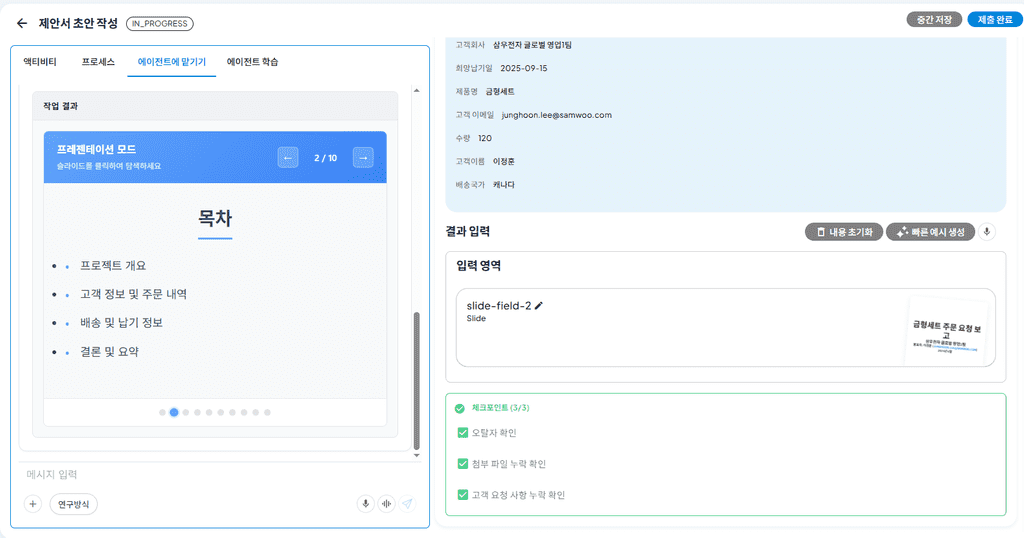 제안서 초안 작성 IN_PROGRESS
중간 저장 제출 완료
액티비티 프로세스 에이전트에 맡기기 에이전트 학습
작업 결과
프레젠테이션 모드
슬라이드를 클릭하여 탐색하세요
← 2 / 10 →
목차
프로젝트 개요
고객 정보 및 주문 내역
배송 및 납기 정보
결론 및 요약
메시지 입력
연구방식
고객회사 삼우전자 글로벌 영업1팀
희망납기일 2025-09-15
제품명 금형세트
고객 이메일 junghoon.lee@samwoo.com
수량 120
고객이름 이정훈
배송국가 캐나다
결과 입력
내용 초기화 빠른 예시 생성
입력 영역
slide-field-2
Slide
금형세트 주문 요청 보
고
삼우전자 글로벌 영업1팀
체크포인트 (3/3)
오탈자 확인
첨부 파일 누락 확인
고객 요청 사항 누락 확인